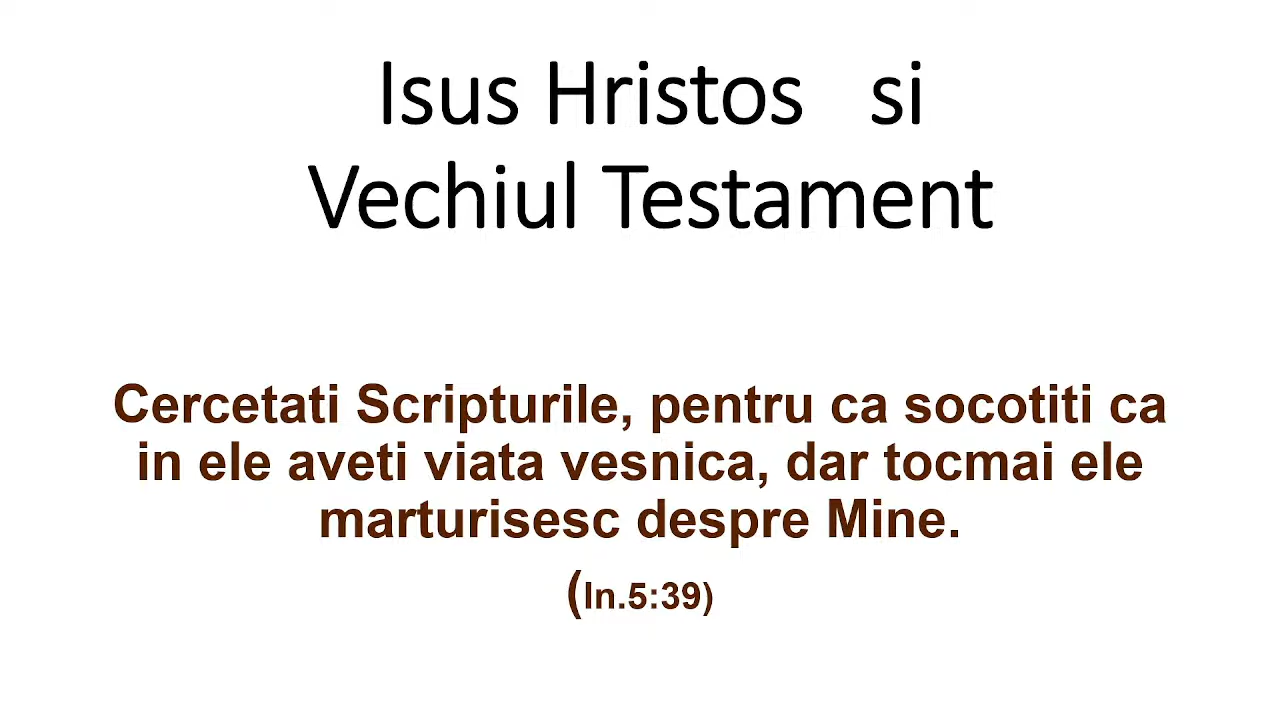 Isus Hristos si
Vechiul Testament
Cercetati Scripturile, pentru ca socotiti ca
in ele aveti viata vesnica, dar tocmai ele
marturisesc despre Mine.
(In.5:39)